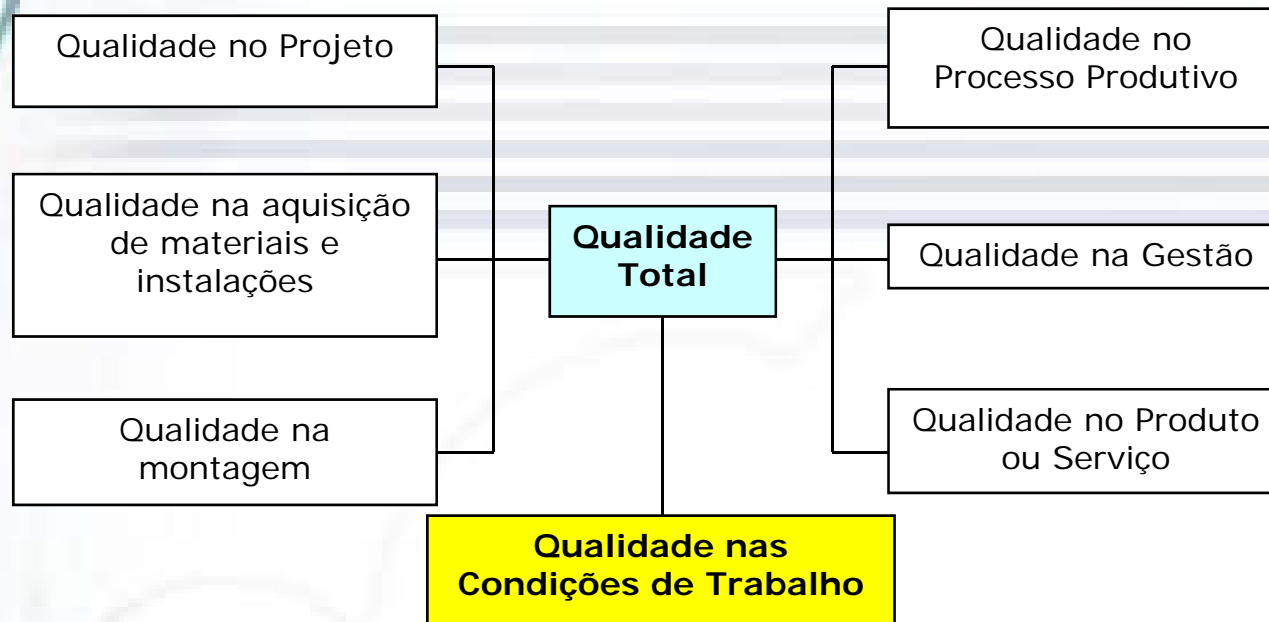 Qualidade no Projeto
Qualidade na aquisição
de materiais e
instalações
Qualidade na
montagem
Qualidade
Total
Qualidade no
Processo Produtivo
Qualidade na Gestão
Qualidade no Produto
ou Serviço
Qualidade nas
Condições de Trabalho